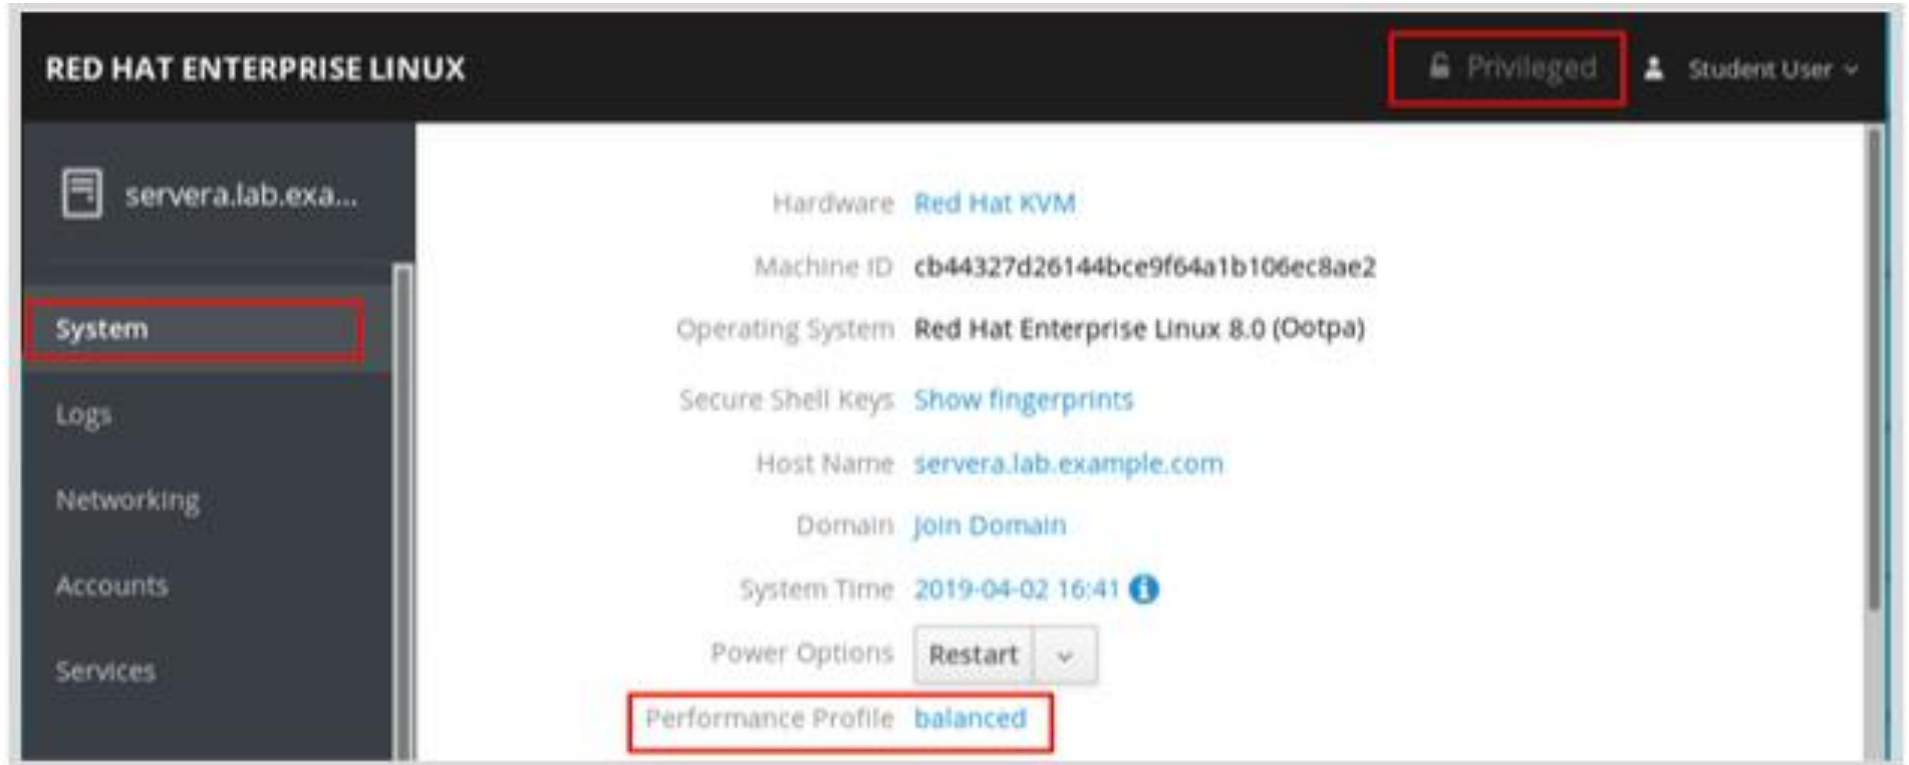 RED HAT ENTERPRISE LINUX
Privileged
Student User
servera.lab.exa...
System
Logs
Networking
Accounts
Services
Hardware Red Hat KVM
Machine ID cb44327d26144bce9f64a1b106ec8ae2
Operating System Red Hat Enterprise Linux 8.0 (Ootpa)
Secure Shell Keys Show fingerprints
Host Name servera.lab.example.com
Domain Join Domain
System Time 2019-04-02 16:41
Power Options Restart
Performance Profile balanced